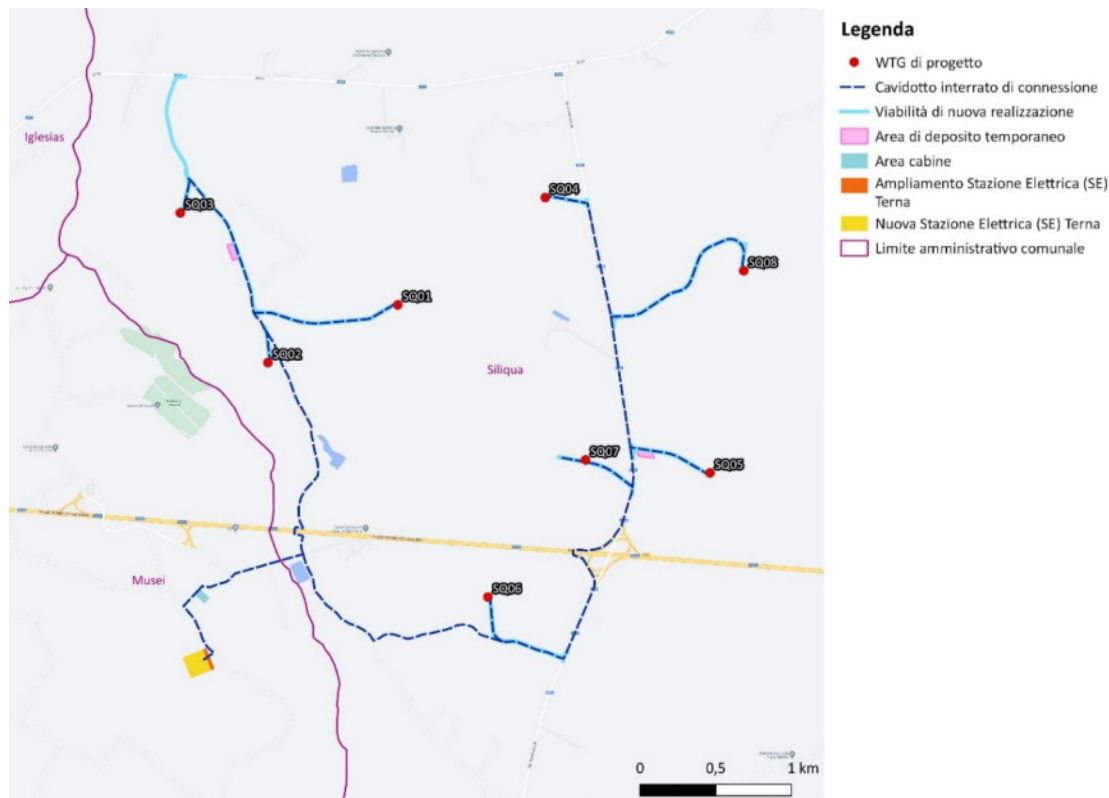 Legenda
WTG di progetto
Cavidotto interrato di connessione
Viabilità di nuova realizzazione
Area di deposito temporaneo
Area cabine
Ampliamento Stazione Elettrica (SE)
Terna
Nuova Stazione Elettrica (SE) Terna
Limite amministrativo comunale
Iglesias
SQ03
SQ04
SQ08
SQ01
SQ02
Siliqua
SQ07
SQ05
Musei
SQ06
0
0,5
1 km